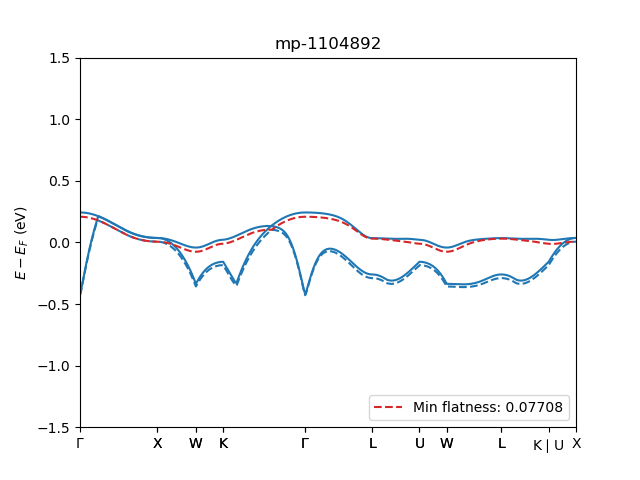 mp-1104892
E − E_F (eV)
1.5
1.0
0.5
0.0
−0.5
−1.0
−1.5
Min flatness: 0.07708
Γ X W K Γ L U W L K | U X